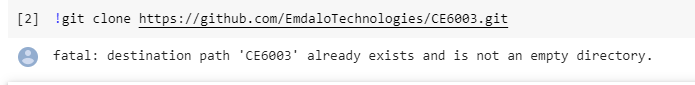 [2] !git clone https://github.com/EmdaloTechnologies/CE6003.git
fatal: destination path 'CE6003' already exists and is not an empty directory.